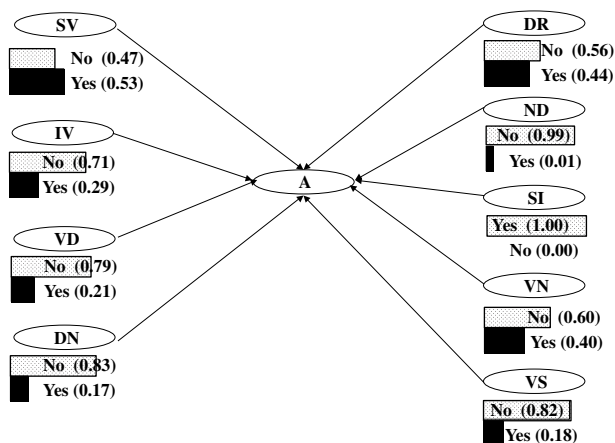 SV
No (0.47)
Yes (0.53)
IV
No (0.71)
Yes (0.29)
VD
No (0.79)
Yes (0.21)
DN
No (0.83)
Yes (0.17)
A
DR
No (0.56)
Yes (0.44)
ND
No (0.99)
Yes (0.01)
SI
Yes (1.00)
No (0.00)
VN
No (0.60)
Yes (0.40)
VS
No (0.82)
Yes (0.18)